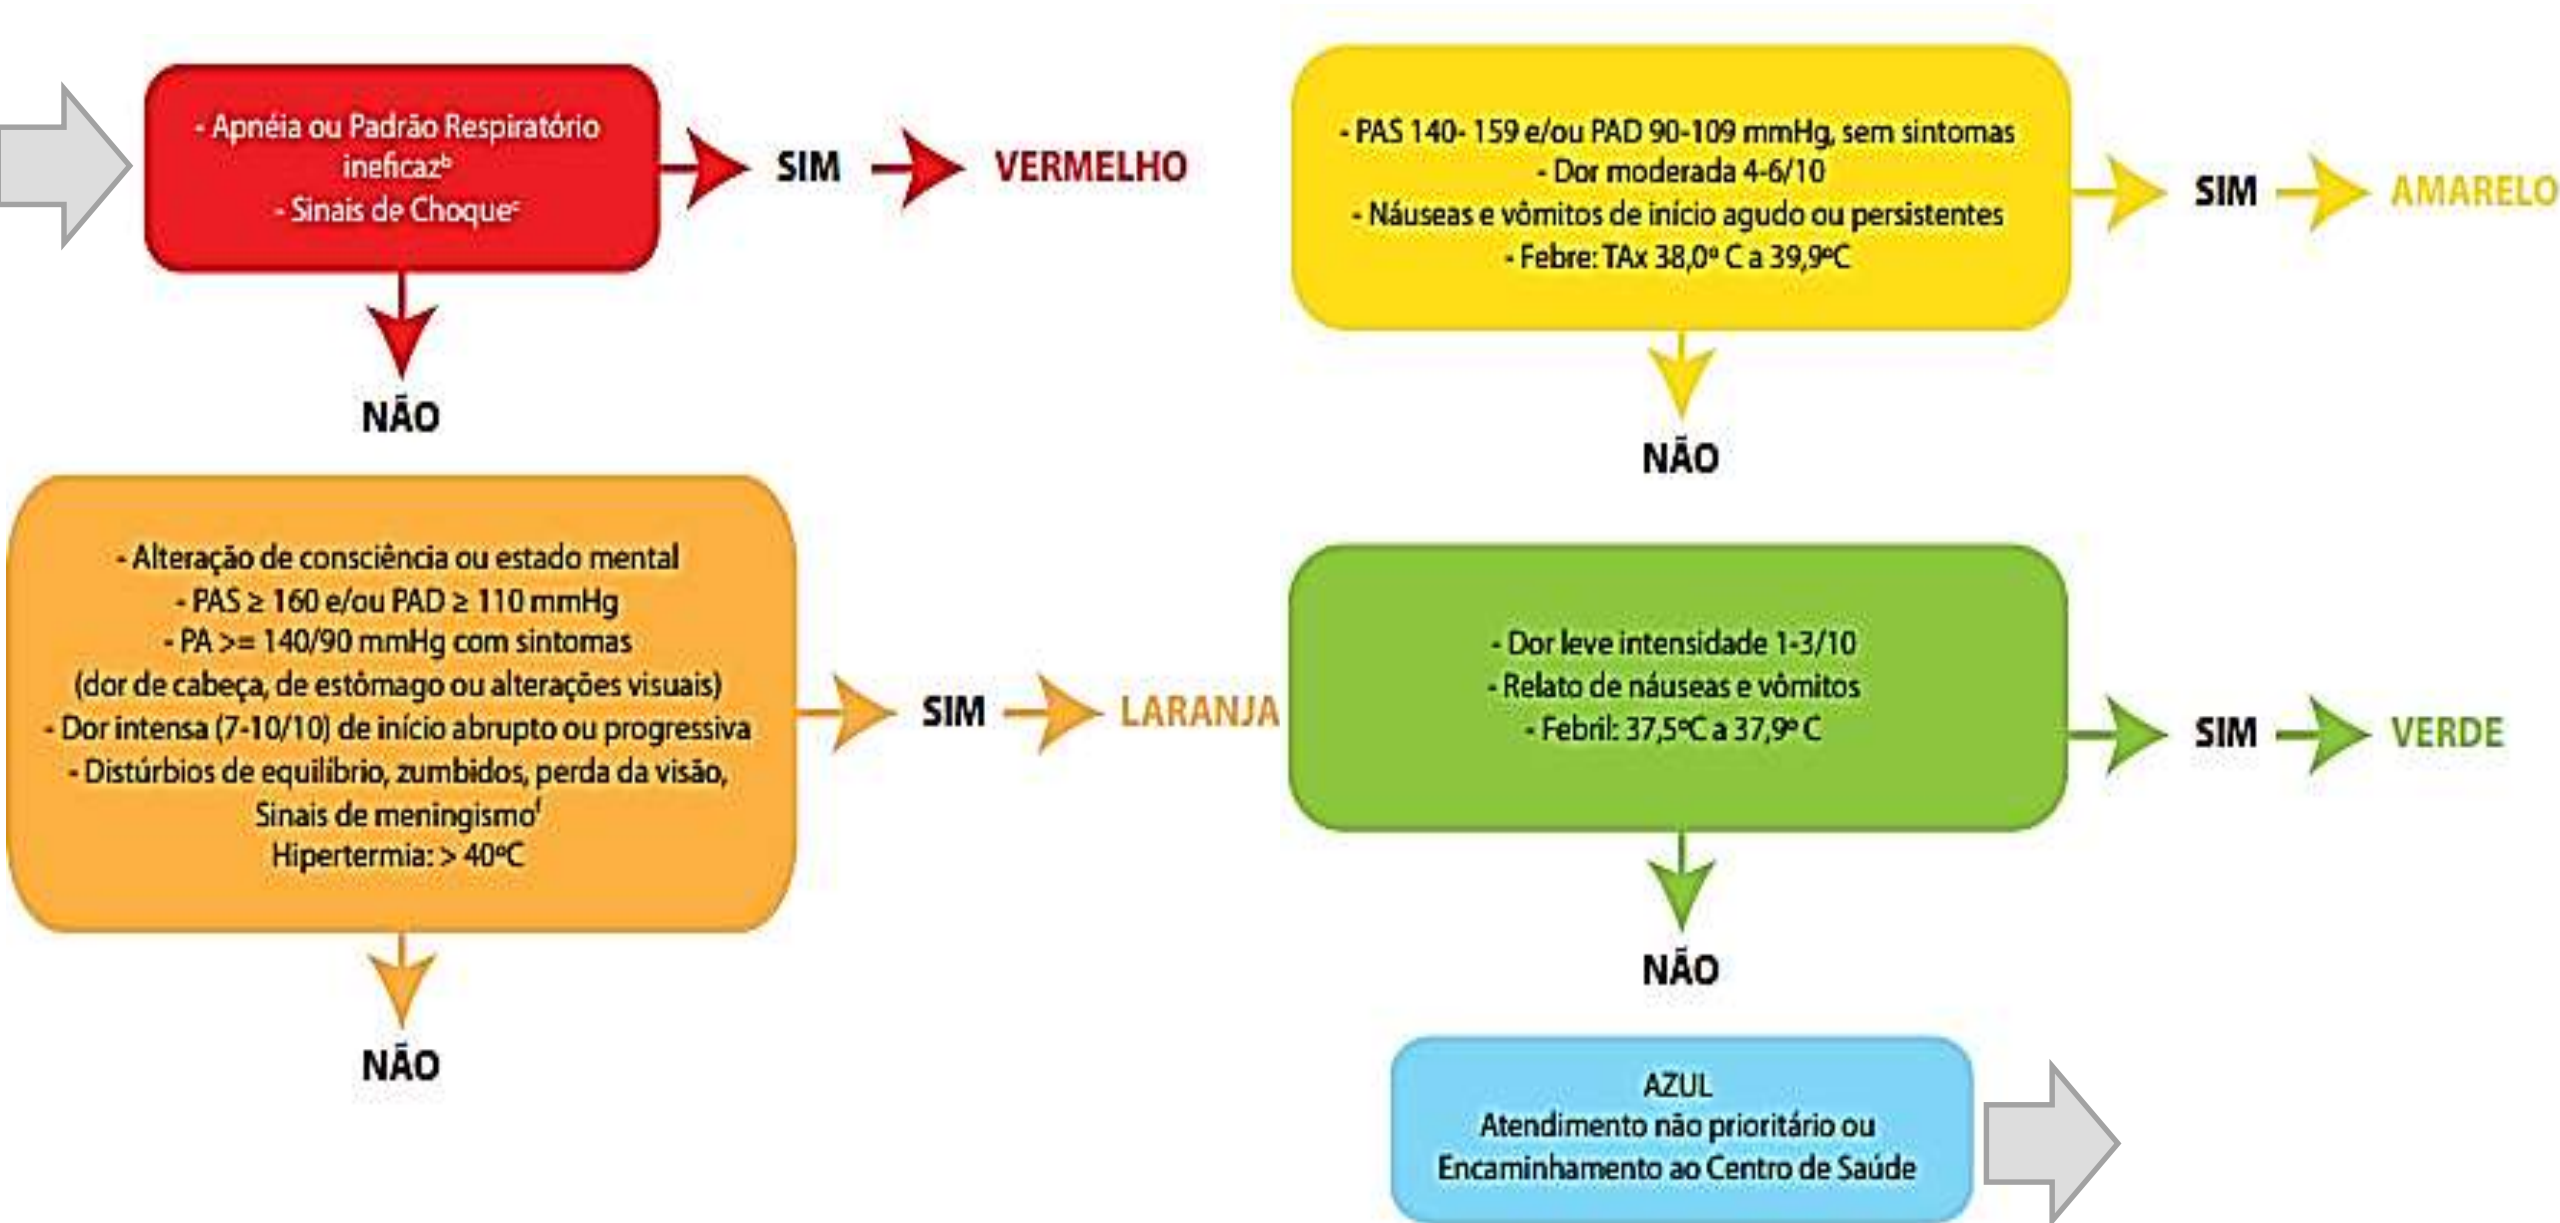 - Apnéia ou Padrão Respiratório
ineficazᵇ
- Sinais de Choqueᶜ
SIM
VERMELHO
NÃO
- Alteração de consciência ou estado mental
- PAS ≥ 160 e/ou PAD ≥ 110 mmHg
- PA >= 140/90 mmHg com sintomas
(dor de cabeça, de estômago ou alterações visuais)
- Dor intensa (7-10/10) de início abrupto ou progressiva
- Distúrbios de equilíbrio, zumbidos, perda da visão,
Sinais de meningismoᶠ
Hipertermia: > 40ºC
SIM
LARANJA
NÃO
- PAS 140- 159 e/ou PAD 90-109 mmHg, sem sintomas
- Dor moderada 4-6/10
- Náuseas e vômitos de início agudo ou persistentes
- Febre: TAx 38,0º C a 39,9ºC
SIM
AMARELO
NÃO
- Dor leve intensidade 1-3/10
- Relato de náuseas e vômitos
- Febril: 37,5ºC a 37,9º C
SIM
VERDE
NÃO
AZUL
Atendimento não prioritário ou
Encaminhamento ao Centro de Saúde